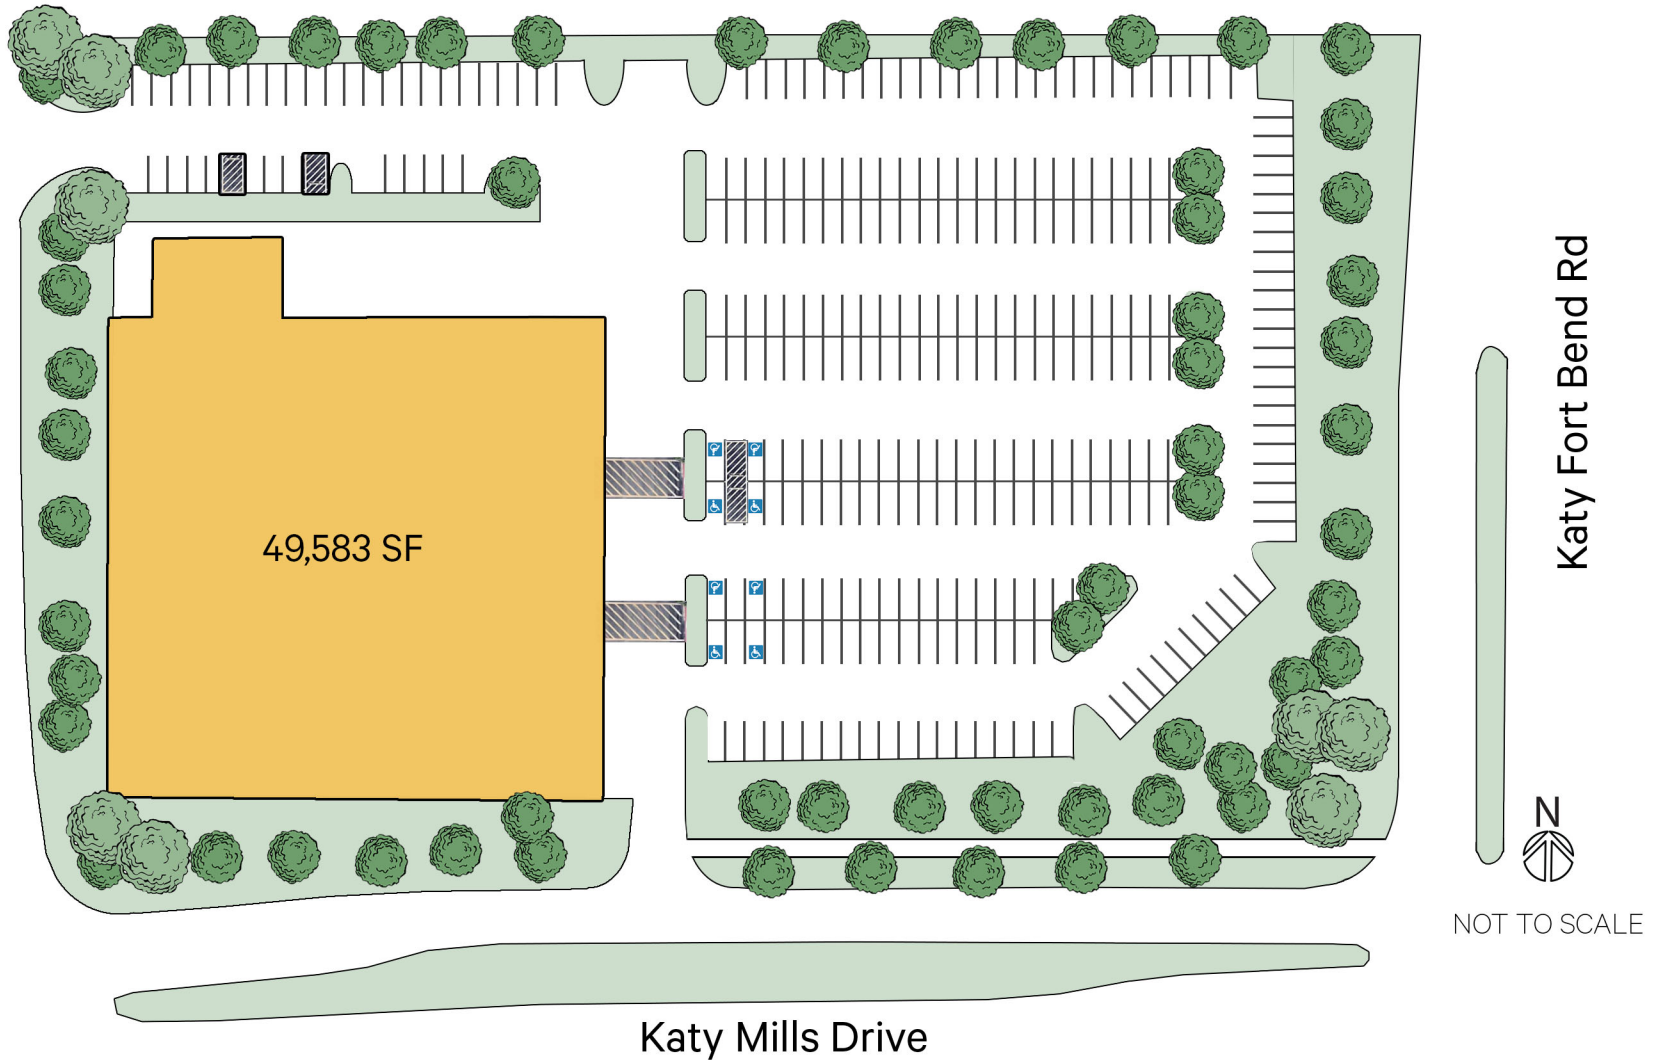 Katy Fort Bend Rd
49,583 SF
N
NOT TO SCALE
Katy Mills Drive